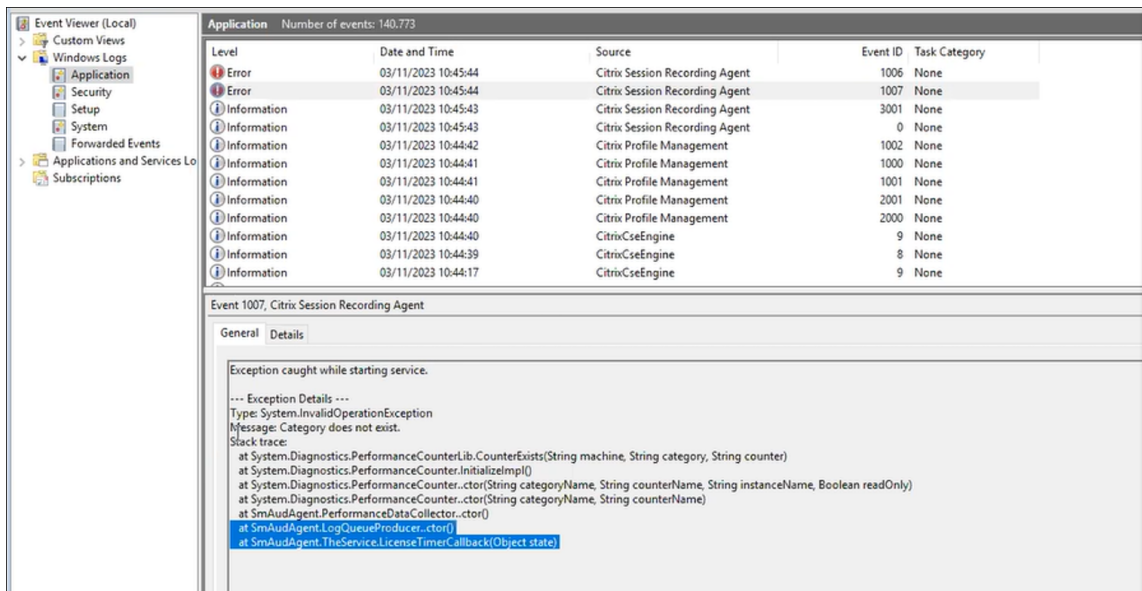 Event Viewer (Local)
Custom Views
Windows Logs
Application
Security
Setup
System
Forwarded Events
Applications and Services Lo
Subscriptions
Application Number of events: 140.773
Level Date and Time Source Event ID Task Category
Error 03/11/2023 10:45:44 Citrix Session Recording Agent 1006 None
Error 03/11/2023 10:45:44 Citrix Session Recording Agent 1007 None
Information 03/11/2023 10:45:43 Citrix Session Recording Agent 3001 None
Information 03/11/2023 10:45:43 Citrix Session Recording Agent 0 None
Information 03/11/2023 10:44:42 Citrix Profile Management 1002 None
Information 03/11/2023 10:44:41 Citrix Profile Management 1000 None
Information 03/11/2023 10:44:41 Citrix Profile Management 1001 None
Information 03/11/2023 10:44:40 Citrix Profile Management 2001 None
Information 03/11/2023 10:44:40 Citrix Profile Management 2000 None
Information 03/11/2023 10:44:40 CitrixCseEngine 9 None
Information 03/11/2023 10:44:39 CitrixCseEngine 8 None
Information 03/11/2023 10:44:17 CitrixCseEngine 9 None
Event 1007, Citrix Session Recording Agent
General Details
Exception caught while starting service.
--- Exception Details ---
Type: System.InvalidOperationException
Message: Category does not exist.
Stack trace:
at System.Diagnostics.PerformanceCounterLib.CounterExists(String machine, String category, String counter)
at System.Diagnostics.PerformanceCounter.InitializeImpl()
at System.Diagnostics.PerformanceCounter..ctor(String categoryName, String counterName, String instanceName, Boolean readOnly)
at System.Diagnostics.PerformanceCounter..ctor(String categoryName, String counterName)
at SmAudAgent.PerformanceDataCollector..ctor()
at SmAudAgent.LogQueueProducer..ctor()
at SmAudAgent.TheService.LicenseTimerCallback(Object state)